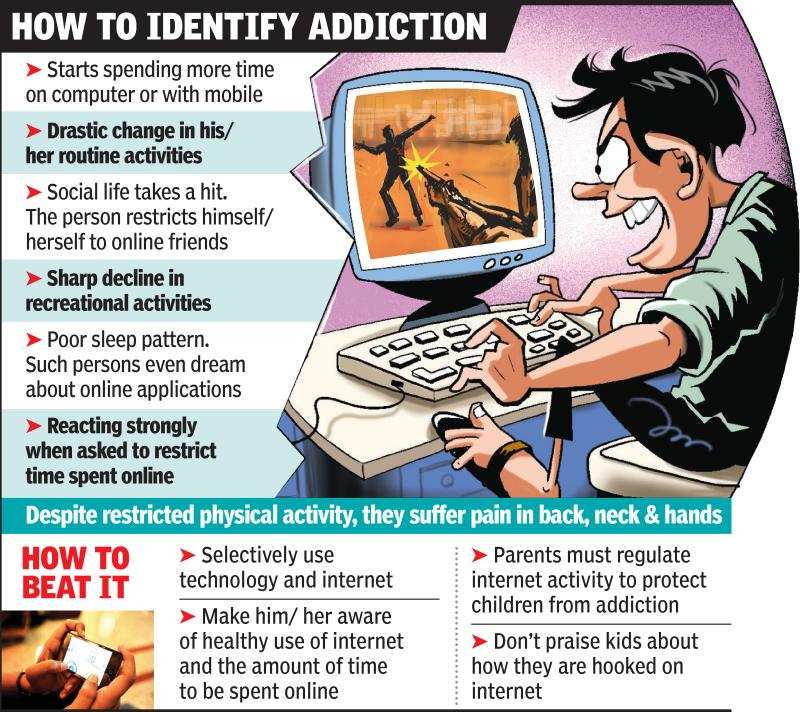 HOW TO IDENTIFY ADDICTION
➤ Starts spending more time
on computer or with mobile
➤ Drastic change in his/
her routine activities
➤ Social life takes a hit.
The person restricts himself/
herself to online friends
➤ Sharp decline in
recreational activities
➤ Poor sleep pattern.
Such persons even dream
about online applications
➤ Reacting strongly
when asked to restrict
time spent online
Despite restricted physical activity, they suffer pain in back, neck & hands
HOW TO
BEAT IT
➤ Selectively use
technology and internet
➤ Make him/ her aware
of healthy use of internet
and the amount of time
to be spent online
➤ Parents must regulate
internet activity to protect
children from addiction
➤ Don't praise kids about
how they are hooked on
internet